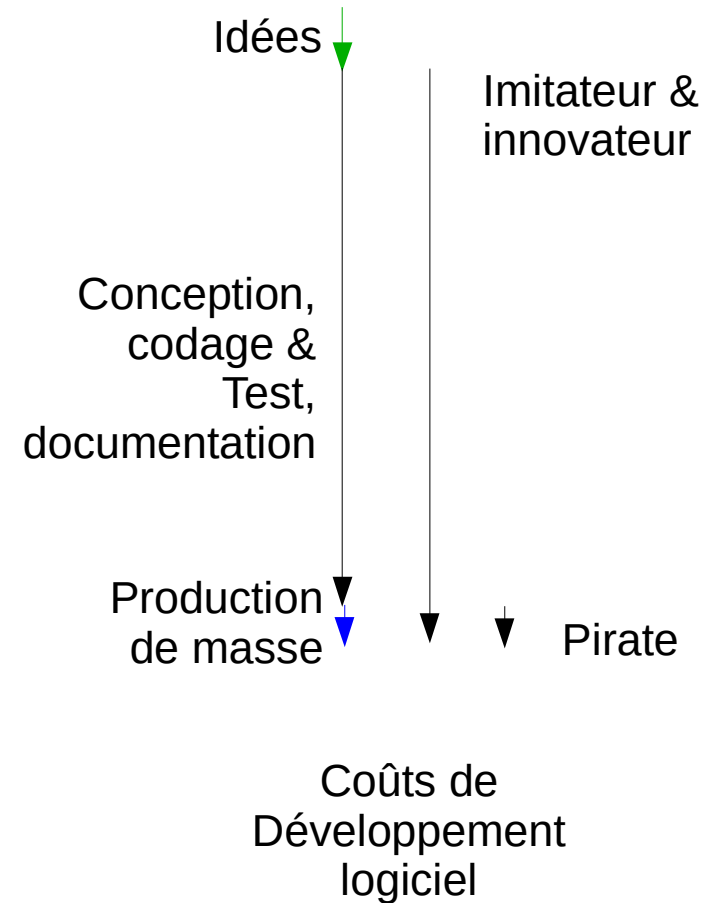 Idées
Imitateur &
innovateur
Conception,
codage &
Test,
documentation
Production
de masse
Pirate
Coûts de
Développement
logiciel